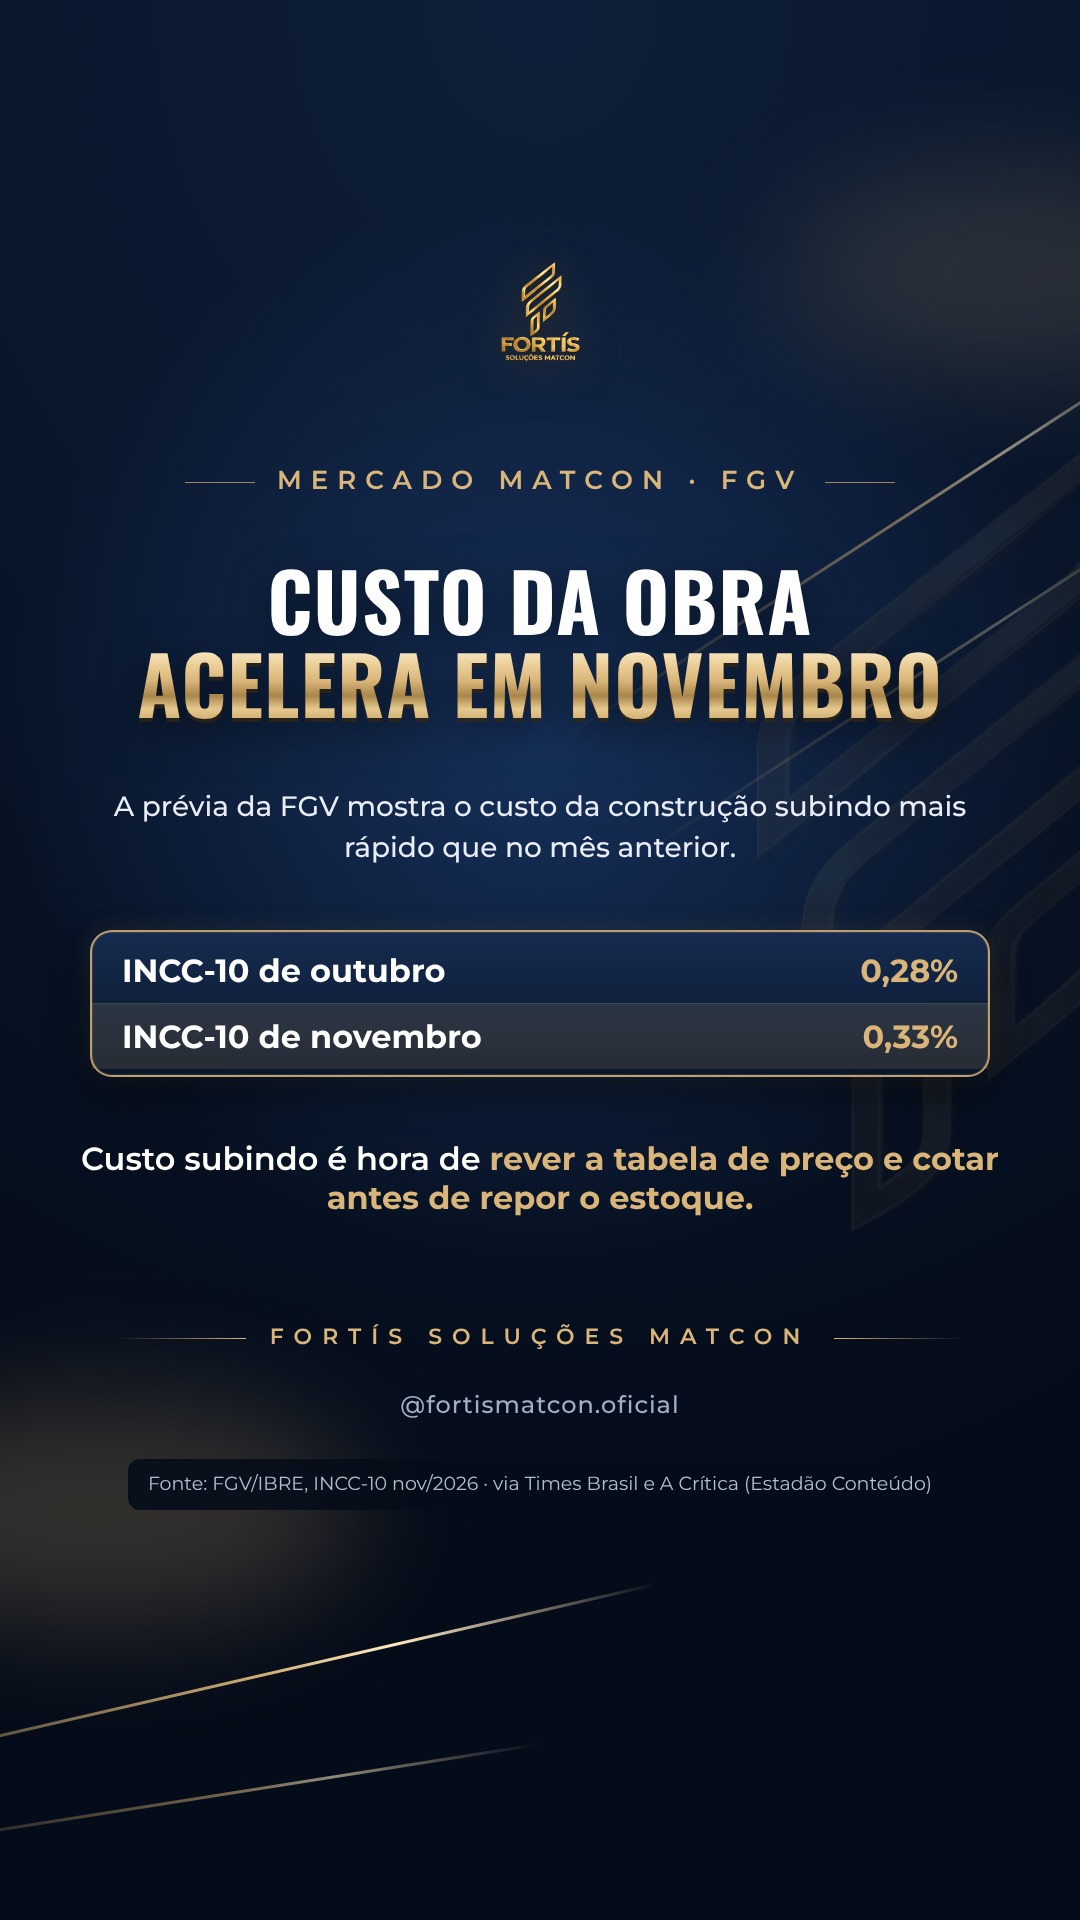 FORTÍS
SOLUÇÕES MATCON
MERCADO MATCON · FGV
CUSTO DA OBRA
ACELERA EM NOVEMBRO
A prévia da FGV mostra o custo da construção subindo mais
rápido que no mês anterior.
INCC-10 de outubro 0,28%
INCC-10 de novembro 0,33%
Custo subindo é hora de rever a tabela de preço e cotar
antes de repor o estoque.
FORTÍS SOLUÇÕES MATCON
@fortismatcon.oficial
Fonte: FGV/IBRE, INCC-10 nov/2026 · via Times Brasil e A Crítica (Estadão Conteúdo)